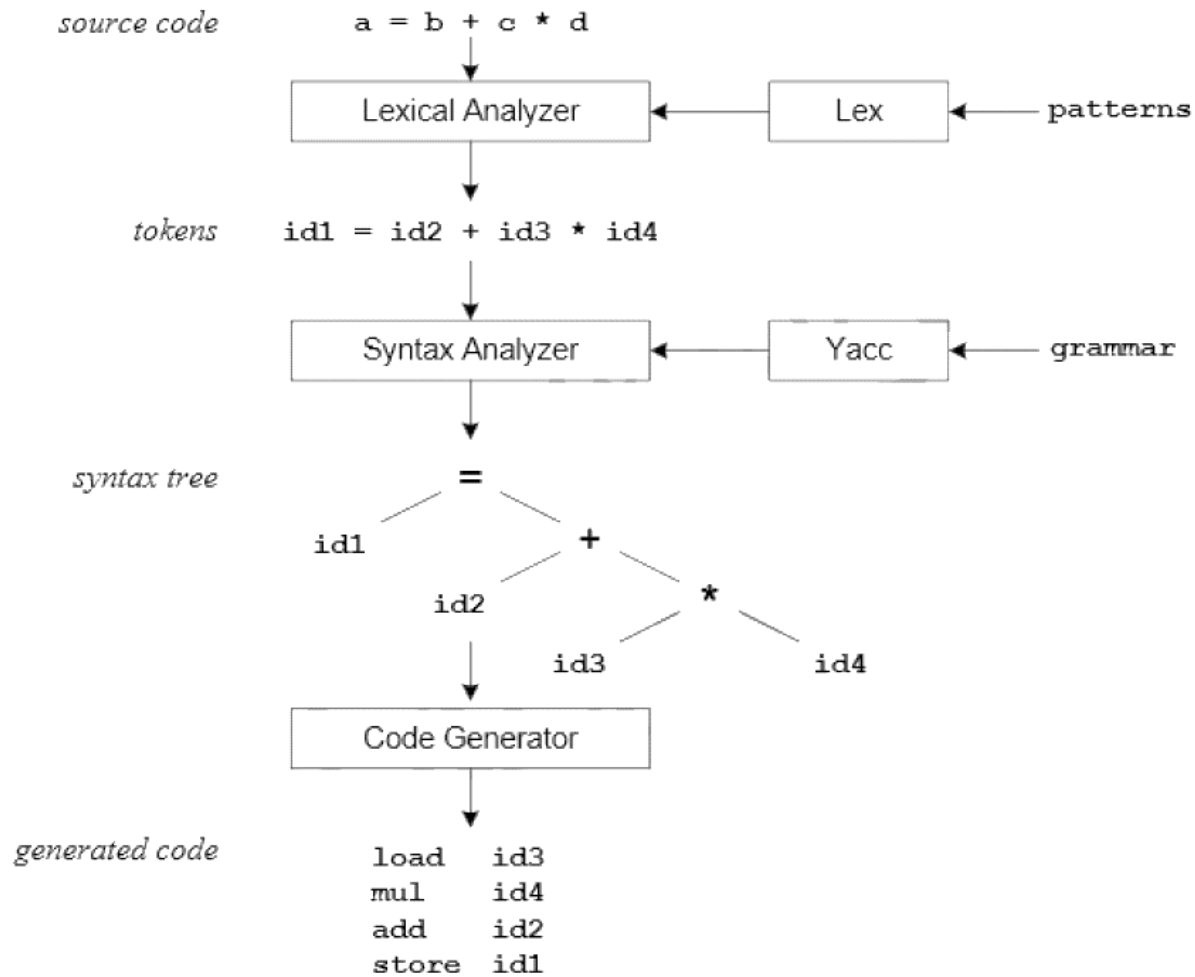 source code a = b + c * d
Lexical Analyzer Lex patterns
tokens id1 = id2 + id3 * id4
Syntax Analyzer Yacc grammar
syntax tree =
id1 +
id2 *
id3 id4
Code Generator
generated code
load id3
mul id4
add id2
store id1